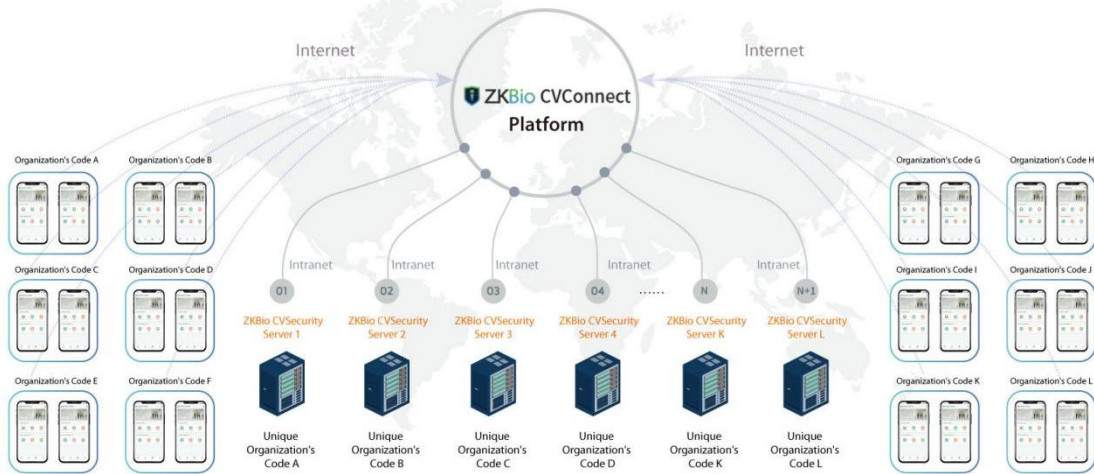 Internet
Internet
ZKBio CVConnect
Platform
Organization's Code A
Organization's Code B
Organization's Code G
Organization's Code H
Organization's Code C
Organization's Code D
Organization's Code I
Organization's Code J
Intranet
Intranet
Intranet
Intranet
Intranet
01
02
03
04
......
N
N+1
ZKBio CVSecurity
Server 1
ZKBio CVSecurity
Server 2
ZKBio CVSecurity
Server 3
ZKBio CVSecurity
Server 4
ZKBio CVSecurity
Server K
ZKBio CVSecurity
Server L
Organization's Code E
Organization's Code F
Organization's Code K
Organization's Code L
Unique
Organization's
Code A
Unique
Organization's
Code B
Unique
Organization's
Code C
Unique
Organization's
Code D
Unique
Organization's
Code K
Unique
Organization's
Code L